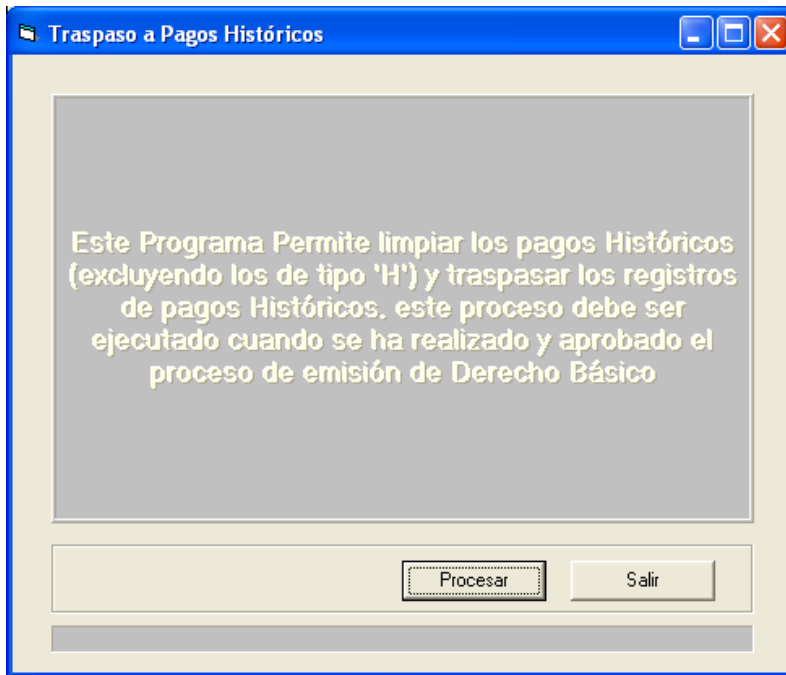 Traspaso a Pagos Históricos
Este Programa Permite limpiar los pagos Históricos
(excluyendo los de tipo 'H') y traspasar los registros
de pagos Históricos, este proceso debe ser
ejecutado cuando se ha realizado y aprobado el
proceso de emisión de Derecho Básico
Procesar
Salir